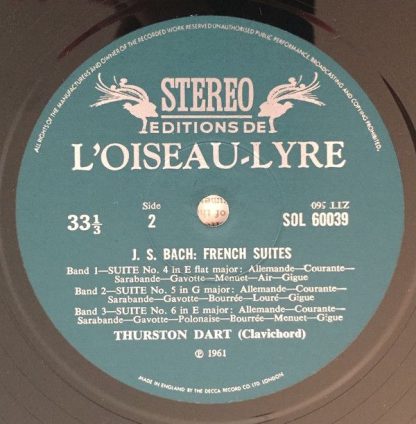 ALL RIGHTS OF THE MANUFACTURERS AND OWNER OF THE RECORDED WORK RESERVED UNAUTHORISED PUBLIC PERFORMANCE, BROADCASTING AND COPYING PROHIBITED.
STEREO
EDITIONS DE
L'OISEAU-LYRE
33⅓
Side
2
ZLT 560
SOL 60039
J. S. BACH: FRENCH SUITES
Band 1—SUITE No. 4 in E flat major: Allemande—Courante—
Sarabande—Gavotte—Menuet—Air—Gigue
Band 2—SUITE No. 5 in G major: Allemande—Courante—
Sarabande—Gavotte—Bourrée—Louré—Gigue
Band 3—SUITE No. 6 in E major: Allemande—Courante—
Sarabande—Gavotte—Polonaise—Bourrée—Menuet—Gigue
THURSTON DART (Clavichord)
℗ 1961
MADE IN ENGLAND BY THE DECCA RECORD CO. LTD. LONDON.